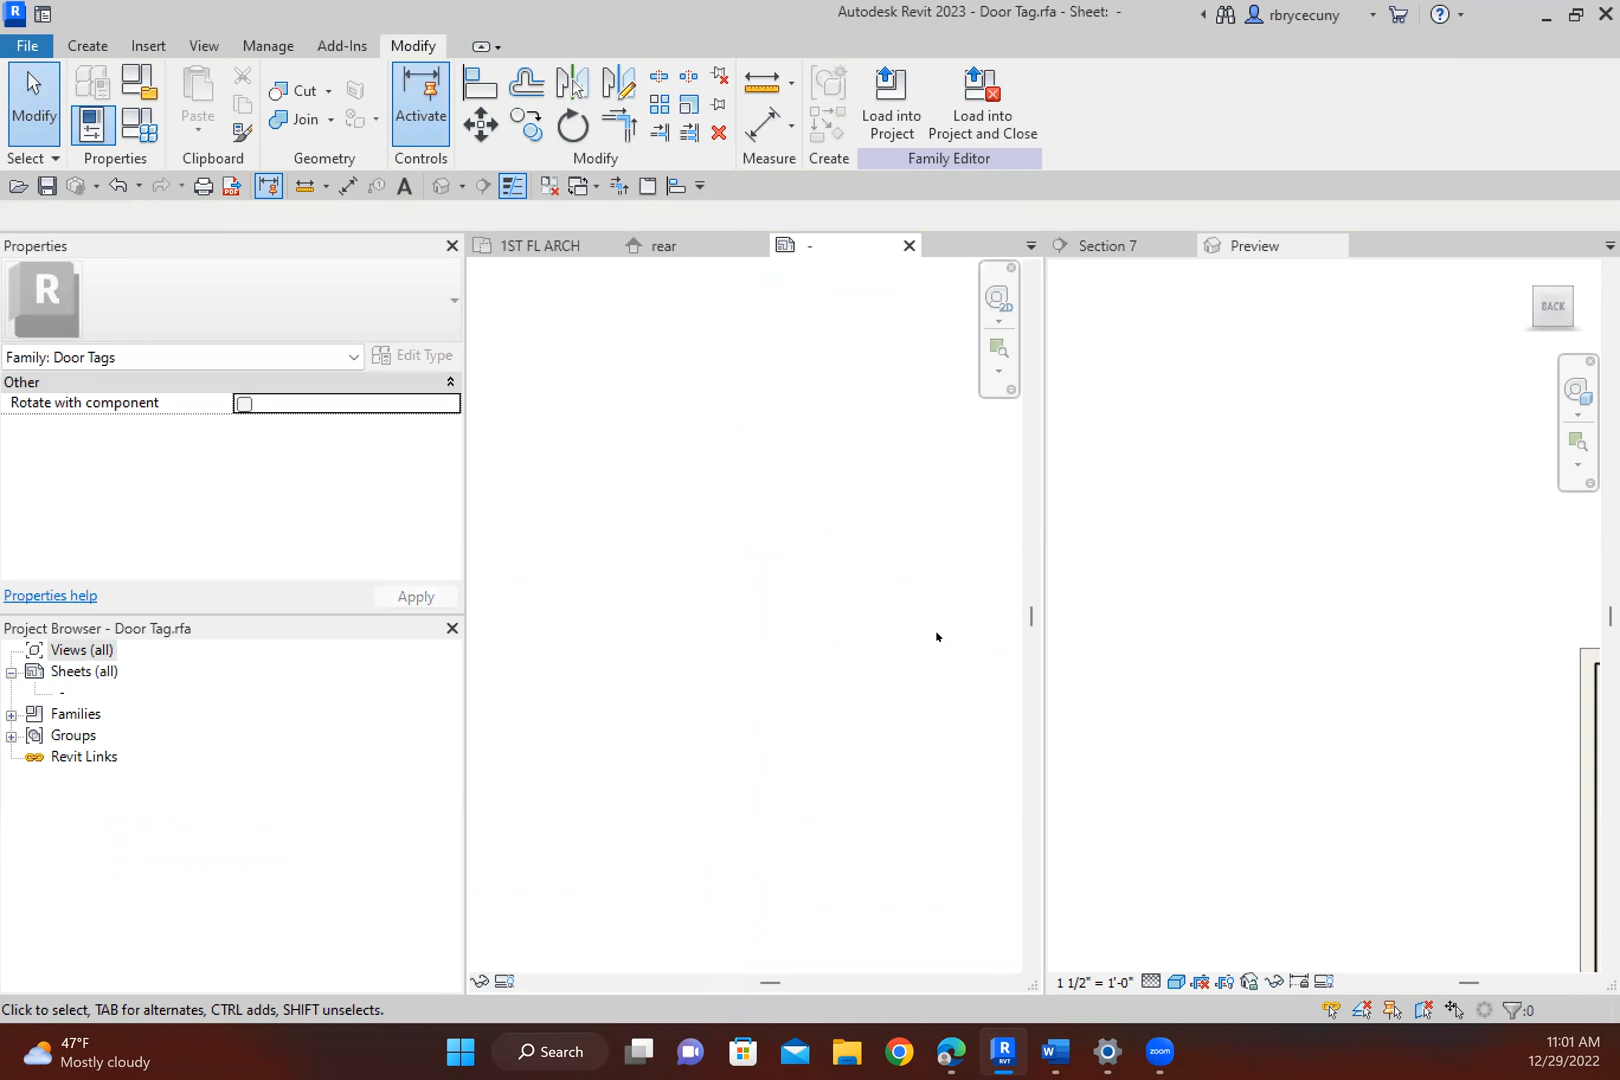 Autodesk Revit 2023 - Door Tag.rfa - Sheet: -
rbrycecuny
File Create Insert View Manage Add-Ins Modify
Modify
Paste
Cut
Join
Activate
Load into Project
Load into Project and Close
Select Properties Clipboard Geometry Controls Modify Measure Create Family Editor
Properties
1ST FL ARCH rear - Section 7 Preview
R
2D
BACK
Family: Door Tags Edit Type
Other
Rotate with component
Properties help Apply
Project Browser - Door Tag.rfa
Views (all)
Sheets (all)
-
Families
Groups
Revit Links
1 1/2" = 1'-0"
Click to select, TAB for alternates, CTRL adds, SHIFT unselects.
:0
47°F
Mostly cloudy
Search
R
RVT
W
zoom
11:01 AM
12/29/2022